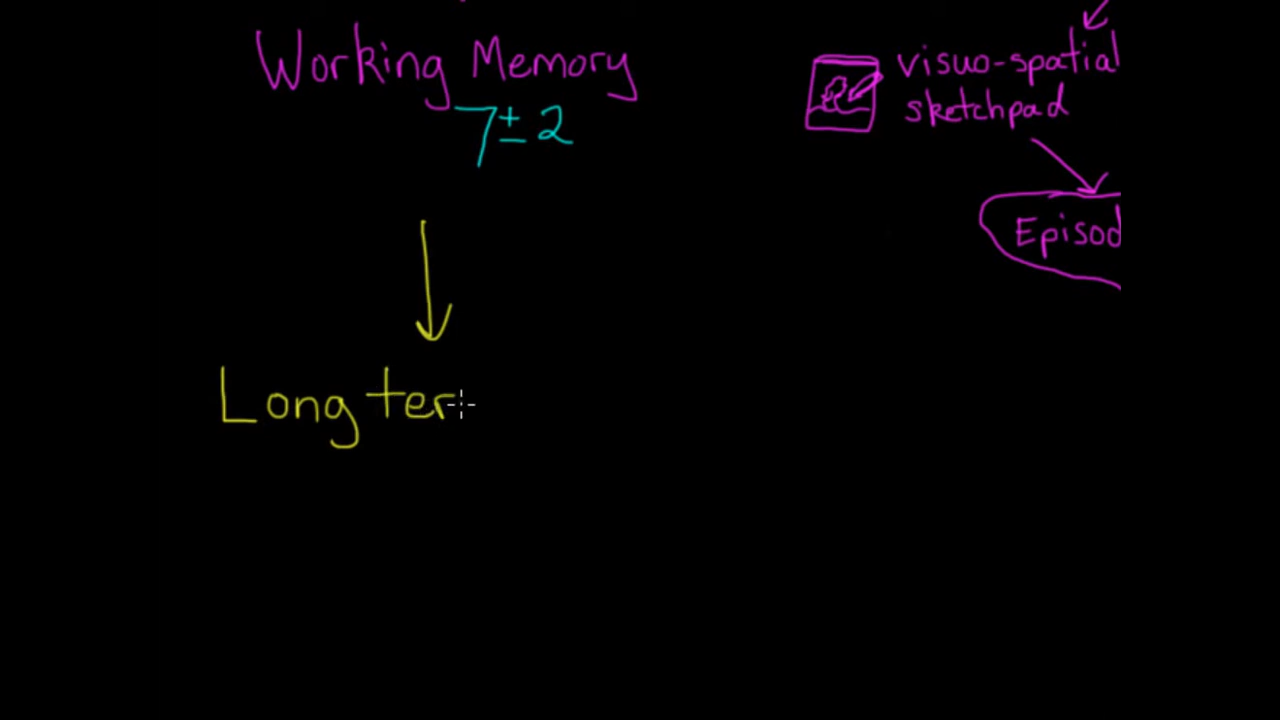 Working Memory
7 ± 2
visuo-spatial
sketchpad
Episod
Long ter